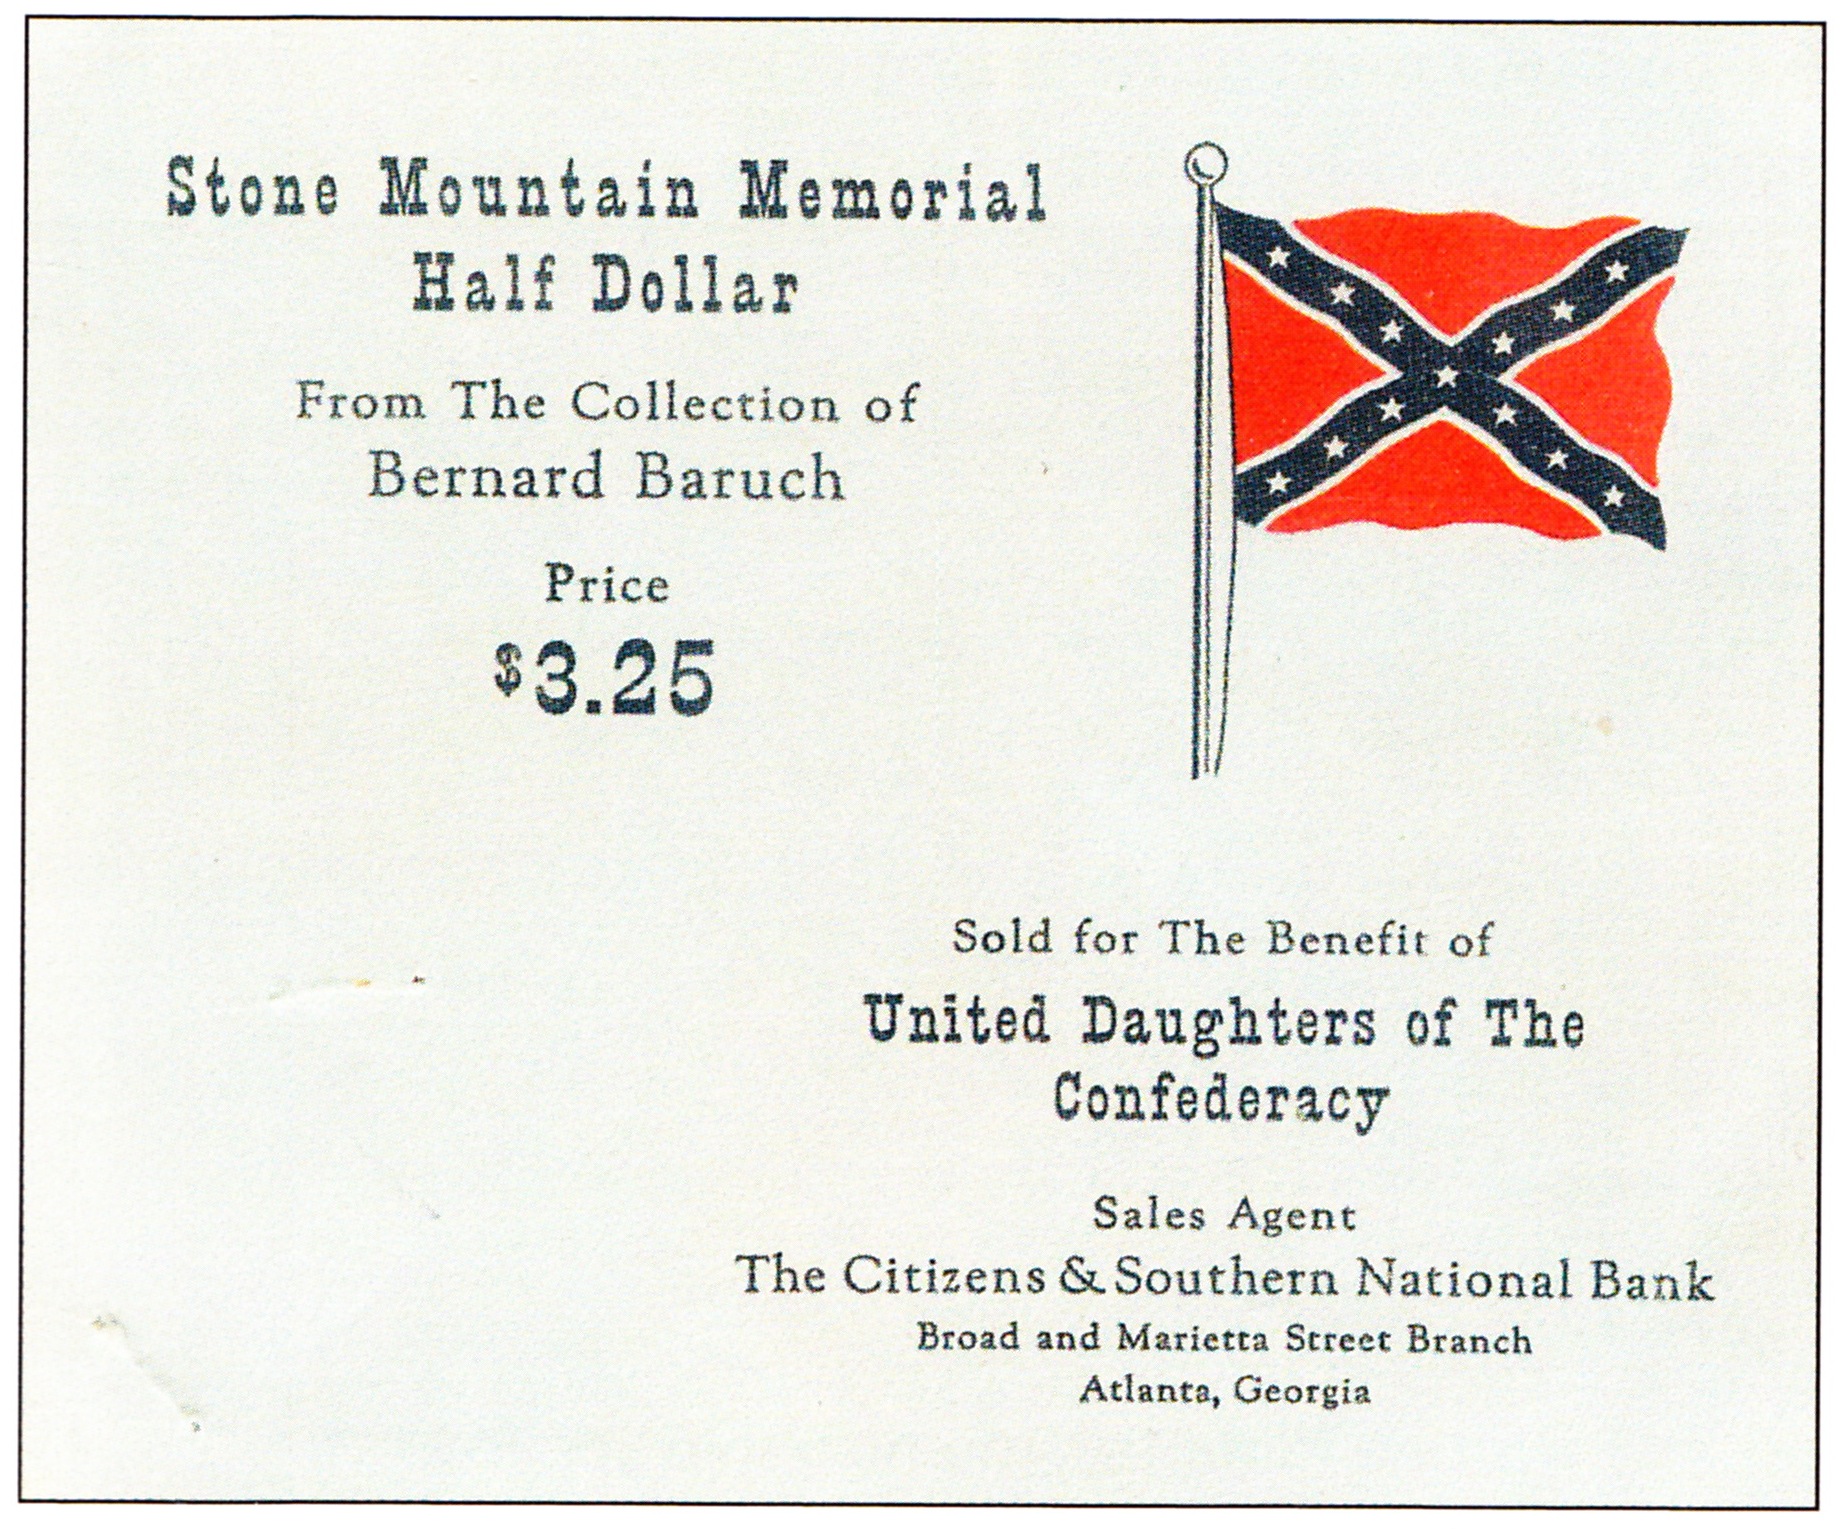 Stone Mountain Memorial
Half Dollar
From The Collection of
Bernard Baruch
Price
$3.25
Sold for The Benefit of
United Daughters of The
Confederacy
Sales Agent
The Citizens & Southern National Bank
Broad and Marietta Street Branch
Atlanta, Georgia